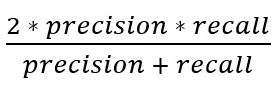 2 * precision * recall
precision + recall